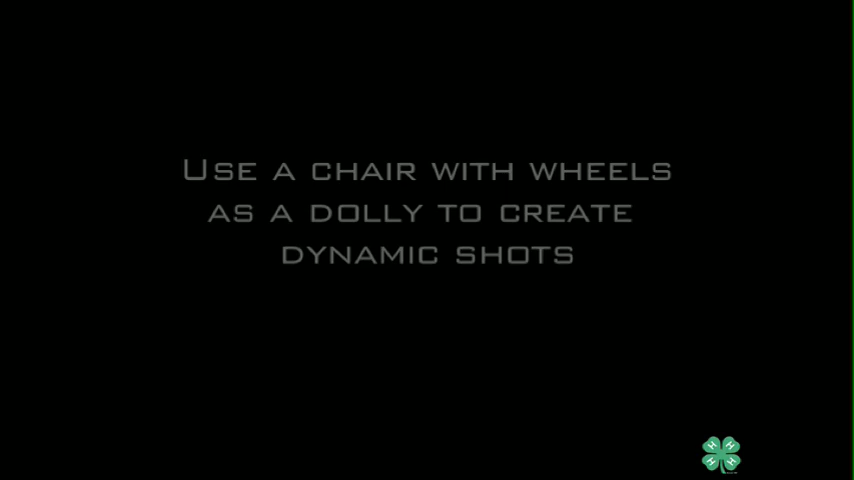 Use a chair with wheels
as a dolly to create
dynamic shots
H H
H H